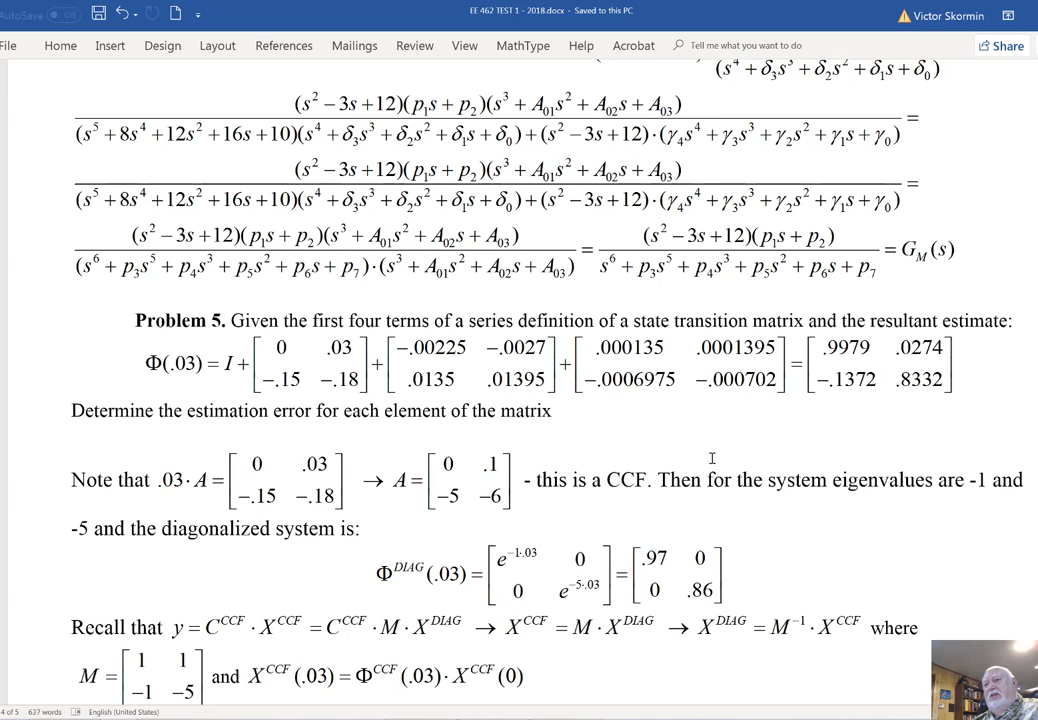 AutoSave Off EE 462 TEST 1 - 2018.docx - Saved to this PC Victor Skormin
File Home Insert Design Layout References Mailings Review View MathType Help Acrobat Tell me what you want to do Share
(s⁴ + δ₃s³ + δ₂s² + δ₁s + δ₀)
(s² − 3s + 12)(p₁s + p₂)(s³ + A₀₁s² + A₀₂s + A₀₃)
(s⁵ + 8s⁴ + 12s² + 16s + 10)(s⁴ + δ₃s³ + δ₂s² + δ₁s + δ₀) + (s² − 3s + 12)·(γ₄s⁴ + γ₃s³ + γ₂s² + γ₁s + γ₀) =
(s² − 3s + 12)(p₁s + p₂)(s³ + A₀₁s² + A₀₂s + A₀₃)
(s⁵ + 8s⁴ + 12s² + 16s + 10)(s⁴ + δ₃s³ + δ₂s² + δ₁s + δ₀) + (s² − 3s + 12)·(γ₄s⁴ + γ₃s³ + γ₂s² + γ₁s + γ₀) =
(s² − 3s + 12)(p₁s + p₂)(s³ + A₀₁s² + A₀₂s + A₀₃) = (s² − 3s + 12)(p₁s + p₂) = G_M(s)
(s⁶ + p₃s⁵ + p₄s³ + p₅s² + p₆s + p₇)·(s³ + A₀₁s² + A₀₂s + A₀₃) s⁶ + p₃s⁵ + p₄s³ + p₅s² + p₆s + p₇
Problem 5. Given the first four terms of a series definition of a state transition matrix and the resultant estimate:
0 .03 −.00225 −.0027 .000135 .0001395 .9979 .0274
Φ(.03) = I + + + =
−.15 −.18 .0135 .01395 −.0006975 −.000702 −.1372 .8332
Determine the estimation error for each element of the matrix
0 .03 0 .1
Note that .03·A = → A = - this is a CCF. Then for the system eigenvalues are -1 and
−.15 −.18 −5 −6
-5 and the diagonalized system is:
e^−1·.03 0 .97 0
Φ^DIAG(.03) = =
0 e^−5·.03 0 .86
Recall that y = C^CCF · X^CCF = C^CCF · M · X^DIAG → X^CCF = M · X^DIAG → X^DIAG = M⁻¹ · X^CCF where
1 1
M = and X^CCF(.03) = Φ^CCF(.03) · X^CCF(0)
−1 −5
4 of 5 637 words English (United States)